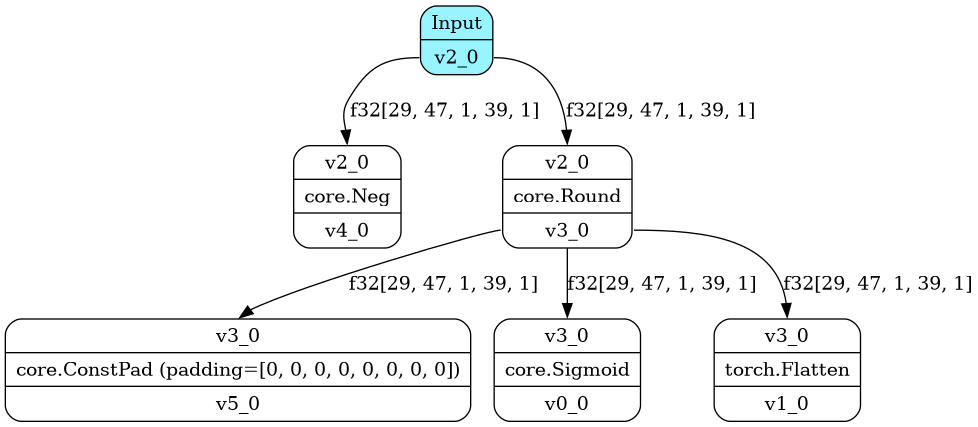 Input
v2_0
f32[29, 47, 1, 39, 1]
f32[29, 47, 1, 39, 1]
v2_0
core.Neg
v4_0
v2_0
core.Round
v3_0
f32[29, 47, 1, 39, 1]
f32[29, 47, 1, 39, 1]
f32[29, 47, 1, 39, 1]
v3_0
core.ConstPad (padding=[0, 0, 0, 0, 0, 0, 0, 0])
v5_0
v3_0
core.Sigmoid
v0_0
v3_0
torch.Flatten
v1_0